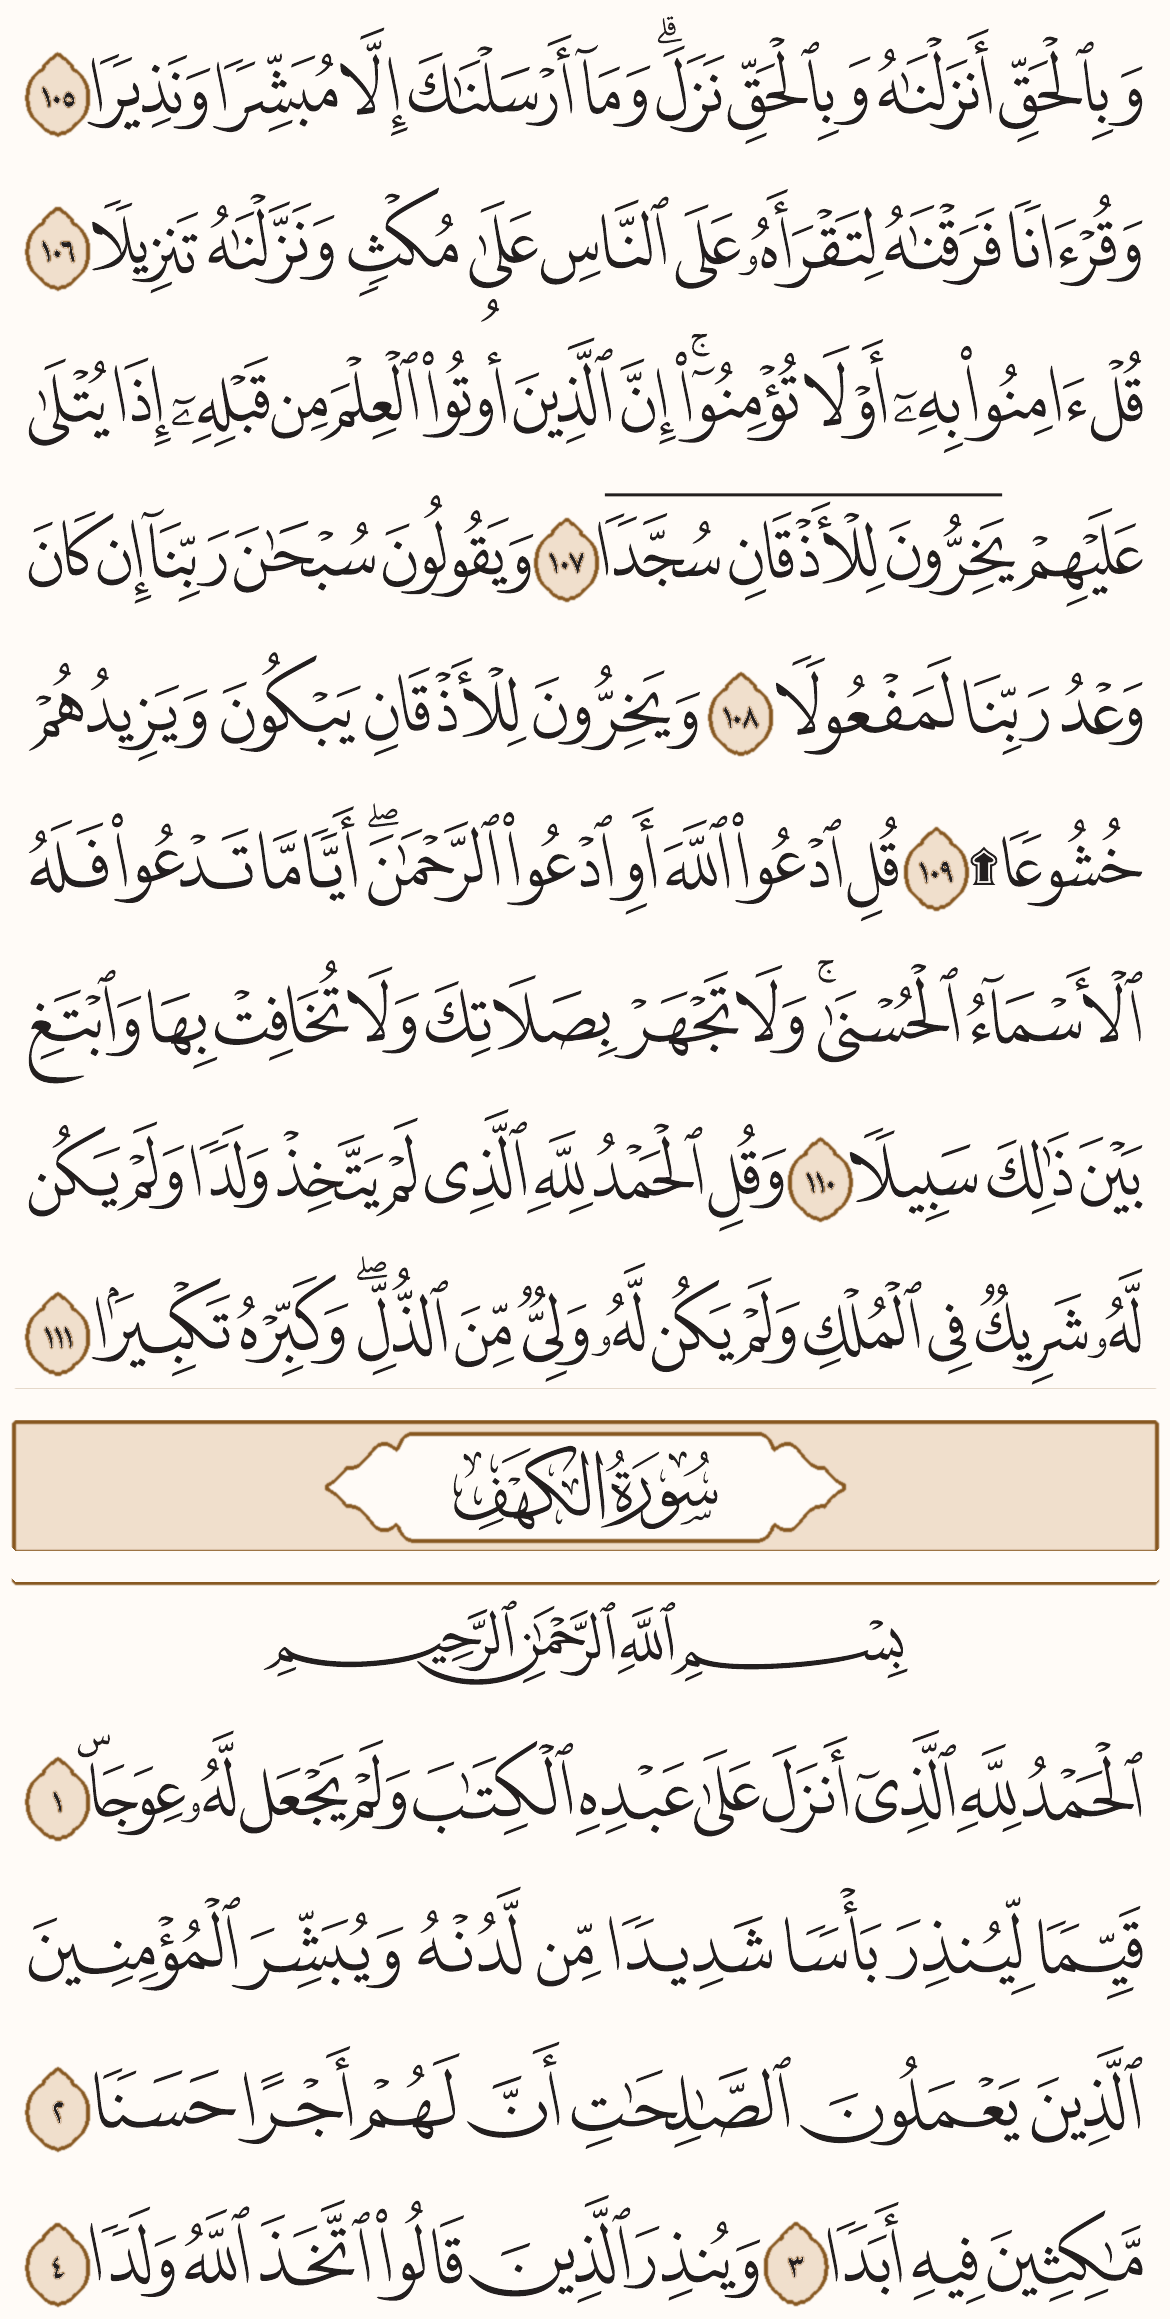 وَبِٱلْحَقِّ أَنزَلْنَـٰهُ وَبِٱلْحَقِّ نَزَلَ ۗ وَمَآ أَرْسَلْنَـٰكَ إِلَّا مُبَشِّرًا وَنَذِيرًا ١٠٥
وَقُرْءَانًا فَرَقْنَـٰهُ لِتَقْرَأَهُۥ عَلَى ٱلنَّاسِ عَلَىٰ مُكْثٍ وَنَزَّلْنَـٰهُ تَنزِيلًا ١٠٦
قُلْ ءَامِنُوا۟ بِهِۦٓ أَوْ لَا تُؤْمِنُوٓا۟ ۚ إِنَّ ٱلَّذِينَ أُوتُوا۟ ٱلْعِلْمَ مِن قَبْلِهِۦٓ إِذَا يُتْلَىٰ
عَلَيْهِمْ يَخِرُّونَ لِلْأَذْقَانِ سُجَّدًا ١٠٧ وَيَقُولُونَ سُبْحَـٰنَ رَبِّنَآ إِن كَانَ
وَعْدُ رَبِّنَا لَمَفْعُولًا ١٠٨ وَيَخِرُّونَ لِلْأَذْقَانِ يَبْكُونَ وَيَزِيدُهُمْ
خُشُوعًا ۩ ١٠٩ قُلِ ٱدْعُوا۟ ٱللَّهَ أَوِ ٱدْعُوا۟ ٱلرَّحْمَـٰنَ ۖ أَيًّا مَّا تَدْعُوا۟ فَلَهُ
ٱلْأَسْمَآءُ ٱلْحُسْنَىٰ ۚ وَلَا تَجْهَرْ بِصَلَاتِكَ وَلَا تُخَافِتْ بِهَا وَٱبْتَغِ
بَيْنَ ذَٰلِكَ سَبِيلًا ١١٠ وَقُلِ ٱلْحَمْدُ لِلَّهِ ٱلَّذِى لَمْ يَتَّخِذْ وَلَدًا وَلَمْ يَكُن
لَّهُۥ شَرِيكٌ فِى ٱلْمُلْكِ وَلَمْ يَكُن لَّهُۥ وَلِىٌّ مِّنَ ٱلذُّلِّ ۖ وَكَبِّرْهُ تَكْبِيرًۢا ١١١
سُورَةُ الكَهْفِ
بِسْمِ ٱللَّهِ ٱلرَّحْمَـٰنِ ٱلرَّحِيمِ
ٱلْحَمْدُ لِلَّهِ ٱلَّذِىٓ أَنزَلَ عَلَىٰ عَبْدِهِ ٱلْكِتَـٰبَ وَلَمْ يَجْعَل لَّهُۥ عِوَجَاۜ ١
قَيِّمًا لِّيُنذِرَ بَأْسًا شَدِيدًا مِّن لَّدُنْهُ وَيُبَشِّرَ ٱلْمُؤْمِنِينَ
ٱلَّذِينَ يَعْمَلُونَ ٱلصَّـٰلِحَـٰتِ أَنَّ لَهُمْ أَجْرًا حَسَنًا ٢
مَّـٰكِثِينَ فِيهِ أَبَدًا ٣ وَيُنذِرَ ٱلَّذِينَ قَالُوا۟ ٱتَّخَذَ ٱللَّهُ وَلَدًا ٤